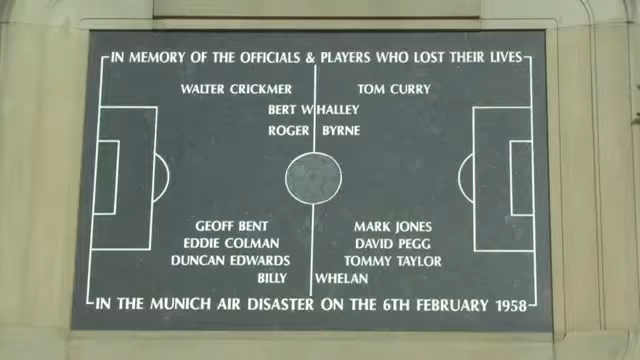 IN MEMORY OF THE OFFICIALS & PLAYERS WHO LOST THEIR LIVES
WALTER CRICKMER TOM CURRY
BERT WHALLEY
ROGER BYRNE
GEOFF BENT MARK JONES
EDDIE COLMAN DAVID PEGG
DUNCAN EDWARDS TOMMY TAYLOR
BILLY WHELAN
IN THE MUNICH AIR DISASTER ON THE 6TH FEBRUARY 1958